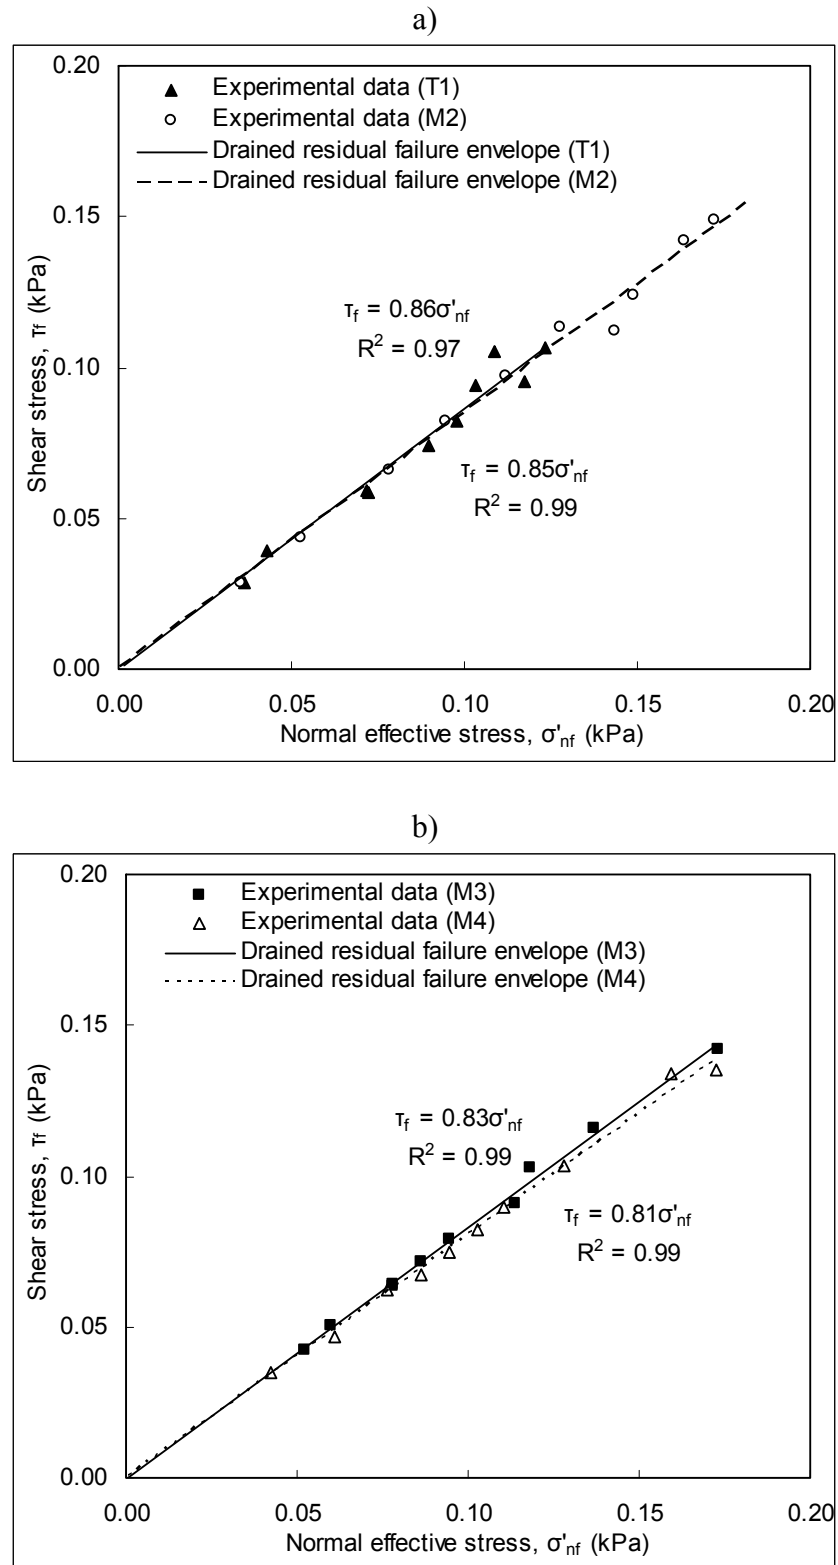 a)
0.20
Experimental data (T1)
Experimental data (M2)
Drained residual failure envelope (T1)
Drained residual failure envelope (M2)
0.15
τf = 0.86σ'nf
R2 = 0.97
0.10
τf = 0.85σ'nf
R2 = 0.99
0.05
0.00
Shear stress, τf (kPa)
0.00 0.05 0.10 0.15 0.20
Normal effective stress, σ'nf (kPa)
b)
0.20
Experimental data (M3)
Experimental data (M4)
Drained residual failure envelope (M3)
Drained residual failure envelope (M4)
0.15
τf = 0.83σ'nf
R2 = 0.99
0.10
τf = 0.81σ'nf
R2 = 0.99
0.05
0.00
Shear stress, τf (kPa)
0.00 0.05 0.10 0.15 0.20
Normal effective stress, σ'nf (kPa)